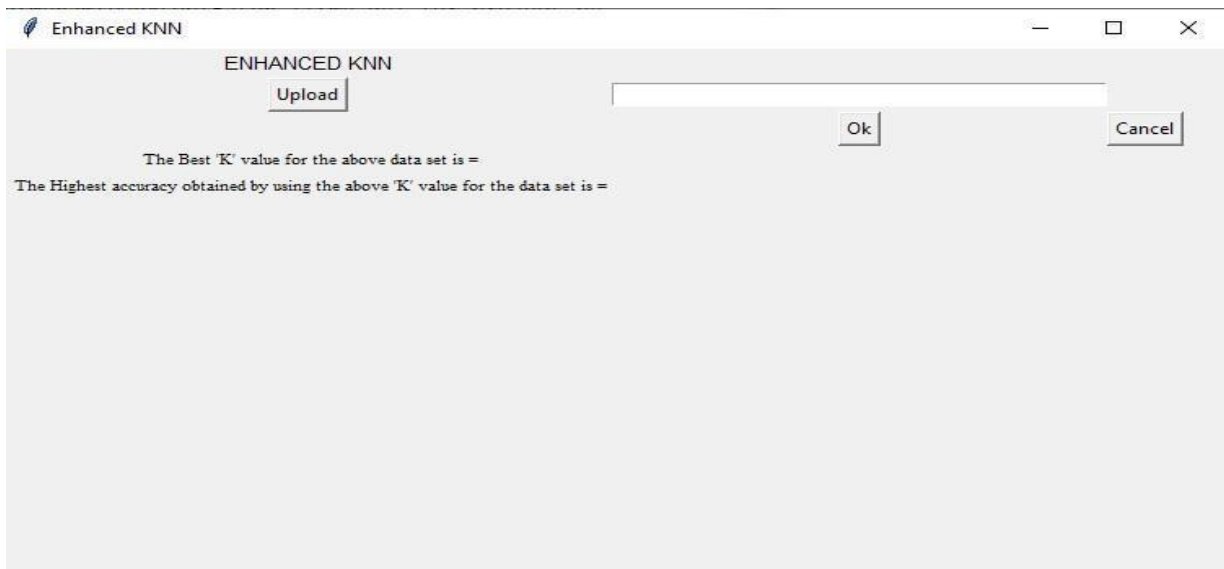 Enhanced KNN
ENHANCED KNN
Upload
Ok
Cancel
The Best 'K' value for the above data set is =
The Highest accuracy obtained by using the above 'K' value for the data set is =